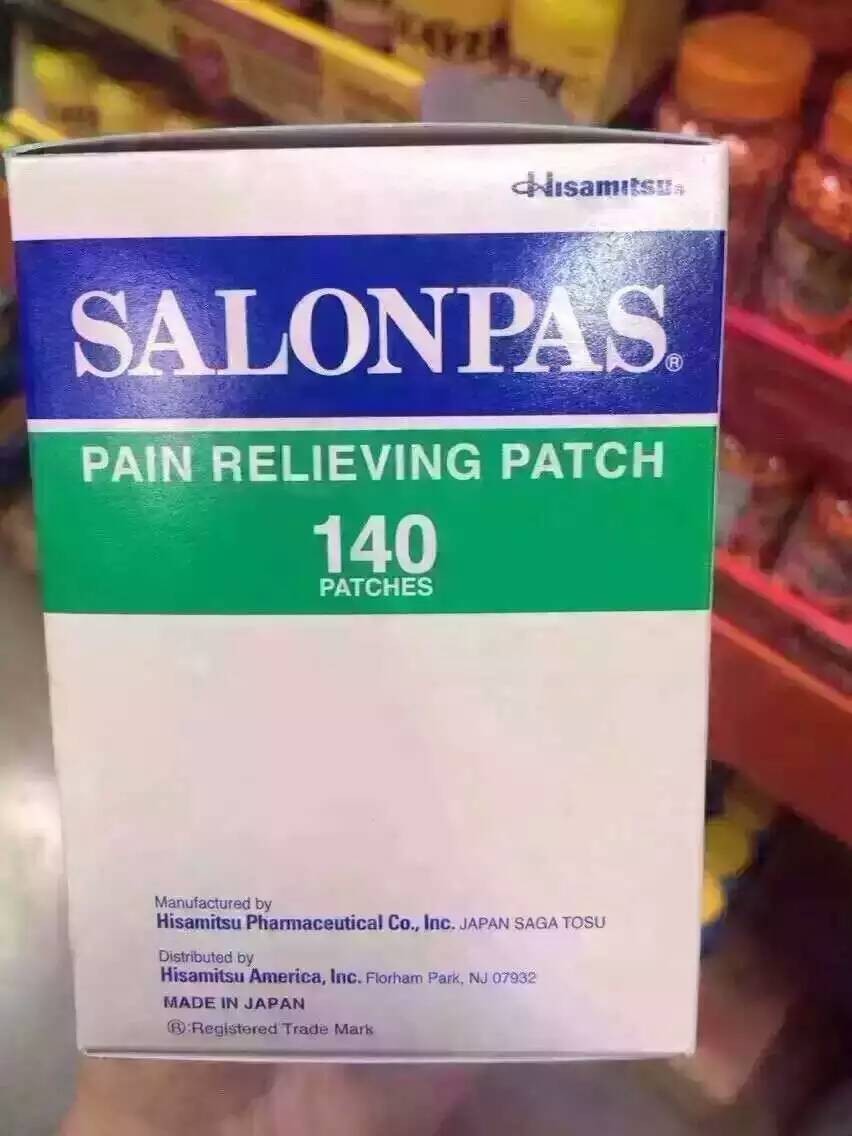 Hisamitsu®
SALONPAS®
PAIN RELIEVING PATCH
140
PATCHES
Manufactured by
Hisamitsu Pharmaceutical Co., Inc. JAPAN SAGA TOSU
Distributed by
Hisamitsu America, Inc. Florham Park, NJ 07932
MADE IN JAPAN
®:Registered Trade Mark